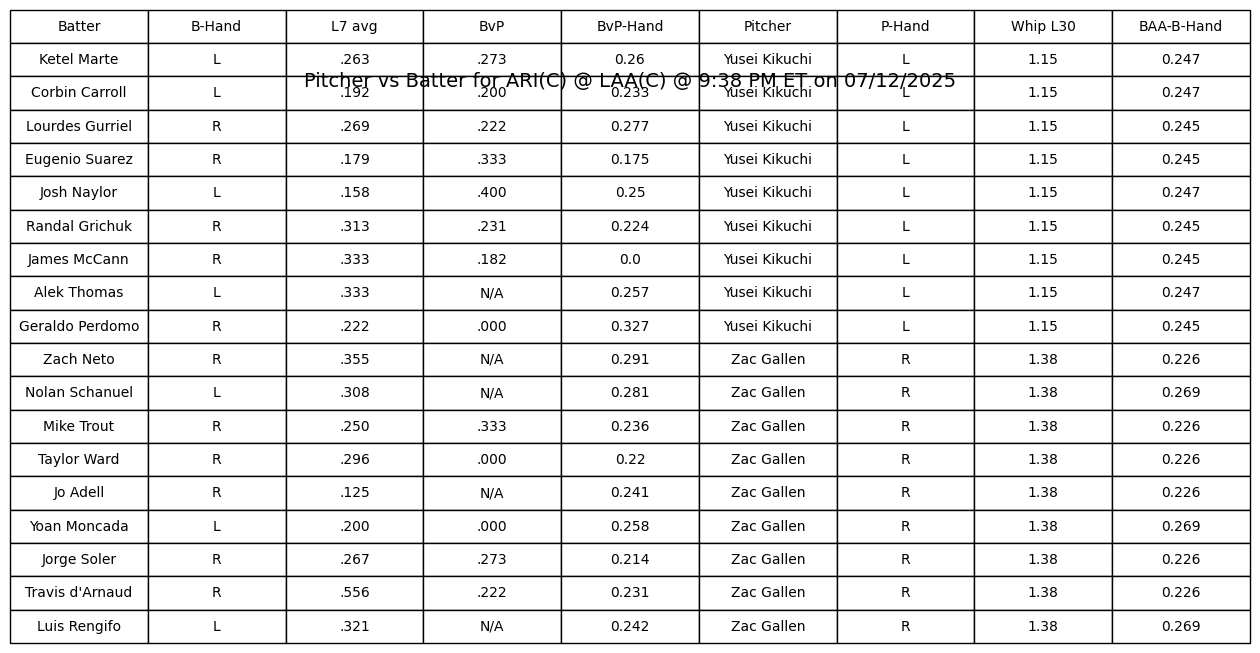 Batter B-Hand L7 avg BvP BvP-Hand Pitcher P-Hand Whip L30 BAA-B-Hand
Ketel Marte L .263 .273 0.26 Yusei Kikuchi L 1.15 0.247
Pitcher vs Batter for ARI(C) @ LAA(C) @ 9:38 PM ET on 07/12/2025
Corbin Carroll L .192 .200 0.233 Yusei Kikuchi L 1.15 0.247
Lourdes Gurriel R .269 .222 0.277 Yusei Kikuchi L 1.15 0.245
Eugenio Suarez R .179 .333 0.175 Yusei Kikuchi L 1.15 0.245
Josh Naylor L .158 .400 0.25 Yusei Kikuchi L 1.15 0.247
Randal Grichuk R .313 .231 0.224 Yusei Kikuchi L 1.15 0.245
James McCann R .333 .182 0.0 Yusei Kikuchi L 1.15 0.245
Alek Thomas L .333 N/A 0.257 Yusei Kikuchi L 1.15 0.247
Geraldo Perdomo R .222 .000 0.327 Yusei Kikuchi L 1.15 0.245
Zach Neto R .355 N/A 0.291 Zac Gallen R 1.38 0.226
Nolan Schanuel L .308 N/A 0.281 Zac Gallen R 1.38 0.269
Mike Trout R .250 .333 0.236 Zac Gallen R 1.38 0.226
Taylor Ward R .296 .000 0.22 Zac Gallen R 1.38 0.226
Jo Adell R .125 N/A 0.241 Zac Gallen R 1.38 0.226
Yoan Moncada L .200 .000 0.258 Zac Gallen R 1.38 0.269
Jorge Soler R .267 .273 0.214 Zac Gallen R 1.38 0.226
Travis d'Arnaud R .556 .222 0.231 Zac Gallen R 1.38 0.226
Luis Rengifo L .321 N/A 0.242 Zac Gallen R 1.38 0.269